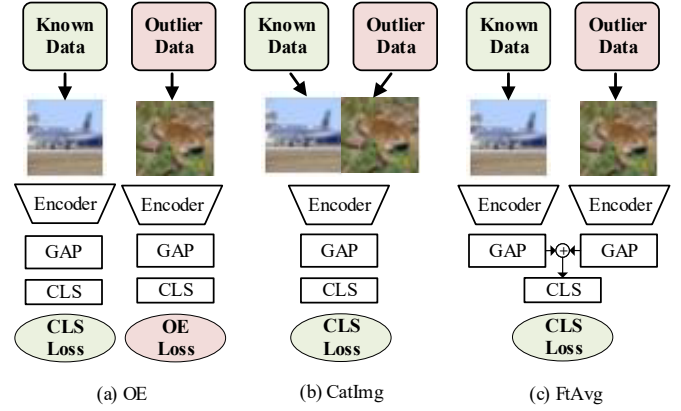 Known Data
Outlier Data
Known Data
Outlier Data
Known Data
Outlier Data
Encoder
Encoder
Encoder
Encoder
Encoder
GAP
GAP
GAP
GAP
+
GAP
CLS
CLS
CLS
CLS
CLS Loss
OE Loss
CLS Loss
CLS Loss
(a) OE
(b) CatImg
(c) FtAvg